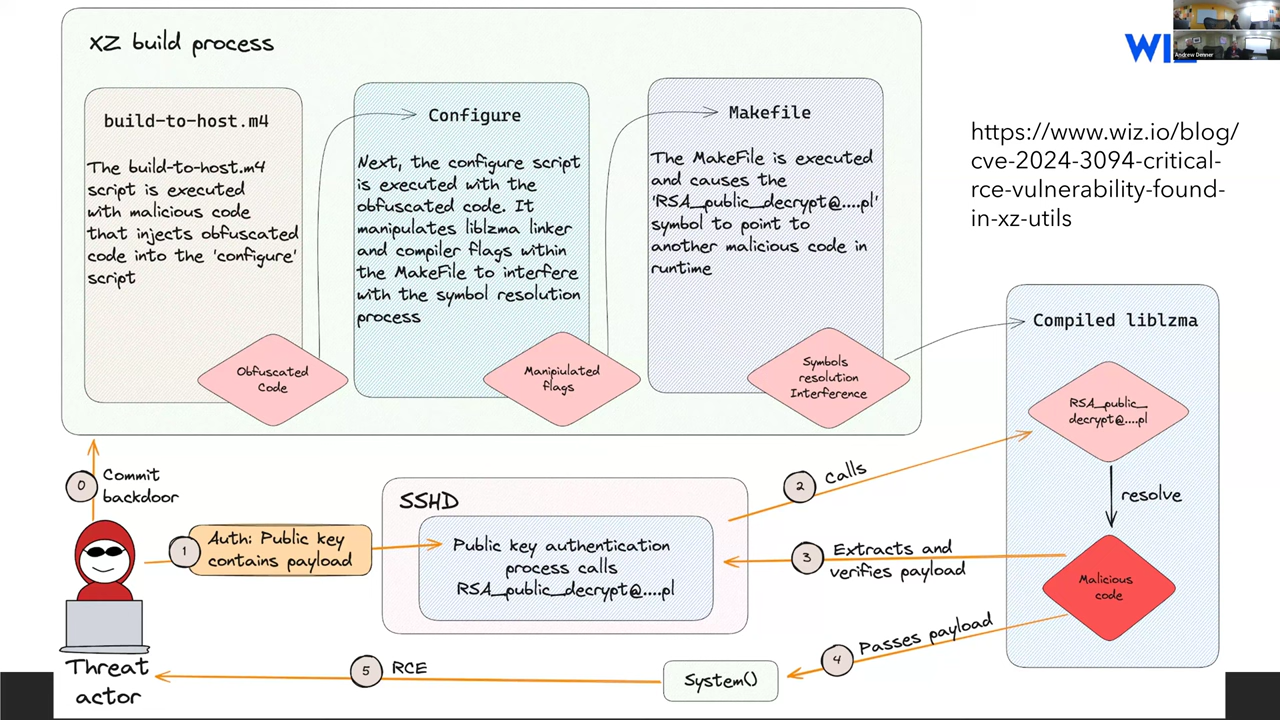 XZ build process
build-to-host.m4
The build-to-host.m4
script is executed
with malicious code
that injects obfuscated
code into the 'configure'
script
Obfuscated
Code
Configure
Next, the configure script
is executed with the
obfuscated code. It
manipulates liblzma linker
and compiler flags within
the MakeFile to interfere
with the symbol resolution
process
Manipiulated
flags
Makefile
The MakeFile is executed
and causes the
'RSA_public_decrypt@....pl'
symbol to point to
another malicious code in
runtime
Symbols
resolution
Interference
WIZ
Andrew Denner
https://www.wiz.io/blog/
cve-2024-3094-critical-
rce-vulnerability-found-
in-xz-utils
Compiled liblzma
RSA_public_
decrypt@....pl
resolve
Malicious
code
0
Commit
backdoor
1
Auth: Public key
contains payload
SSHD
Public key authentication
process calls
RSA_public_decrypt@....pl
2
Calls
3
Extracts and
verifies payload
4
Passes payload
System()
5
RCE
Threat
actor